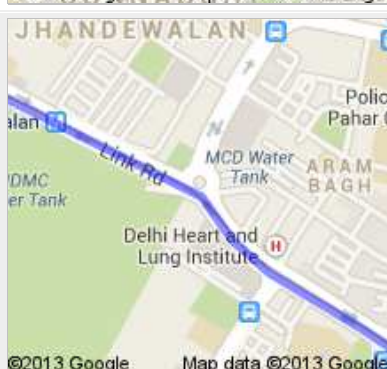 JHANDEWALAN
Polic
Pahar
alan
Link Rd
MCD Water
Tank
ARAM
BAGH
DMC
er Tank
Delhi Heart and
Lung Institute
H
©2013 Google
Map data ©2013 Google